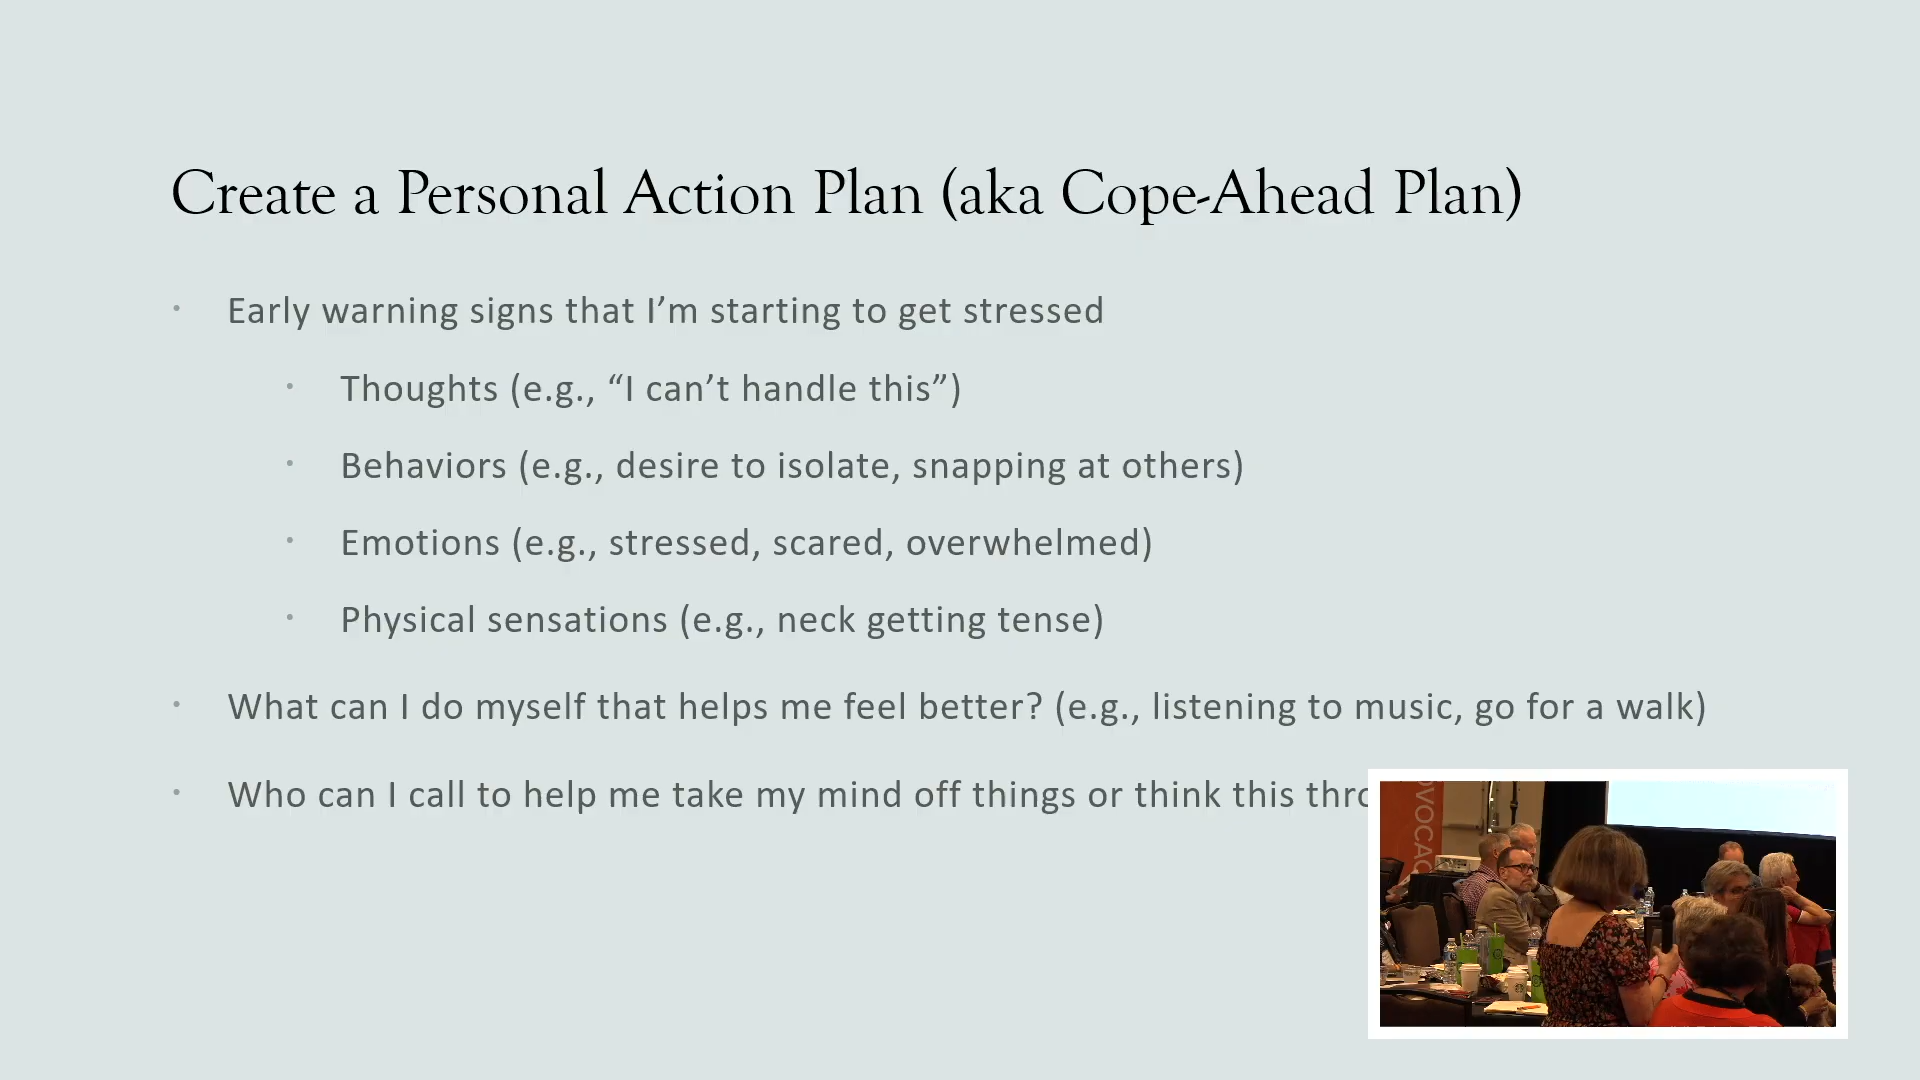 Create a Personal Action Plan (aka Cope-Ahead Plan)
Early warning signs that I’m starting to get stressed
Thoughts (e.g., “I can’t handle this”)
Behaviors (e.g., desire to isolate, snapping at others)
Emotions (e.g., stressed, scared, overwhelmed)
Physical sensations (e.g., neck getting tense)
What can I do myself that helps me feel better? (e.g., listening to music, go for a walk)
Who can I call to help me take my mind off things or think this